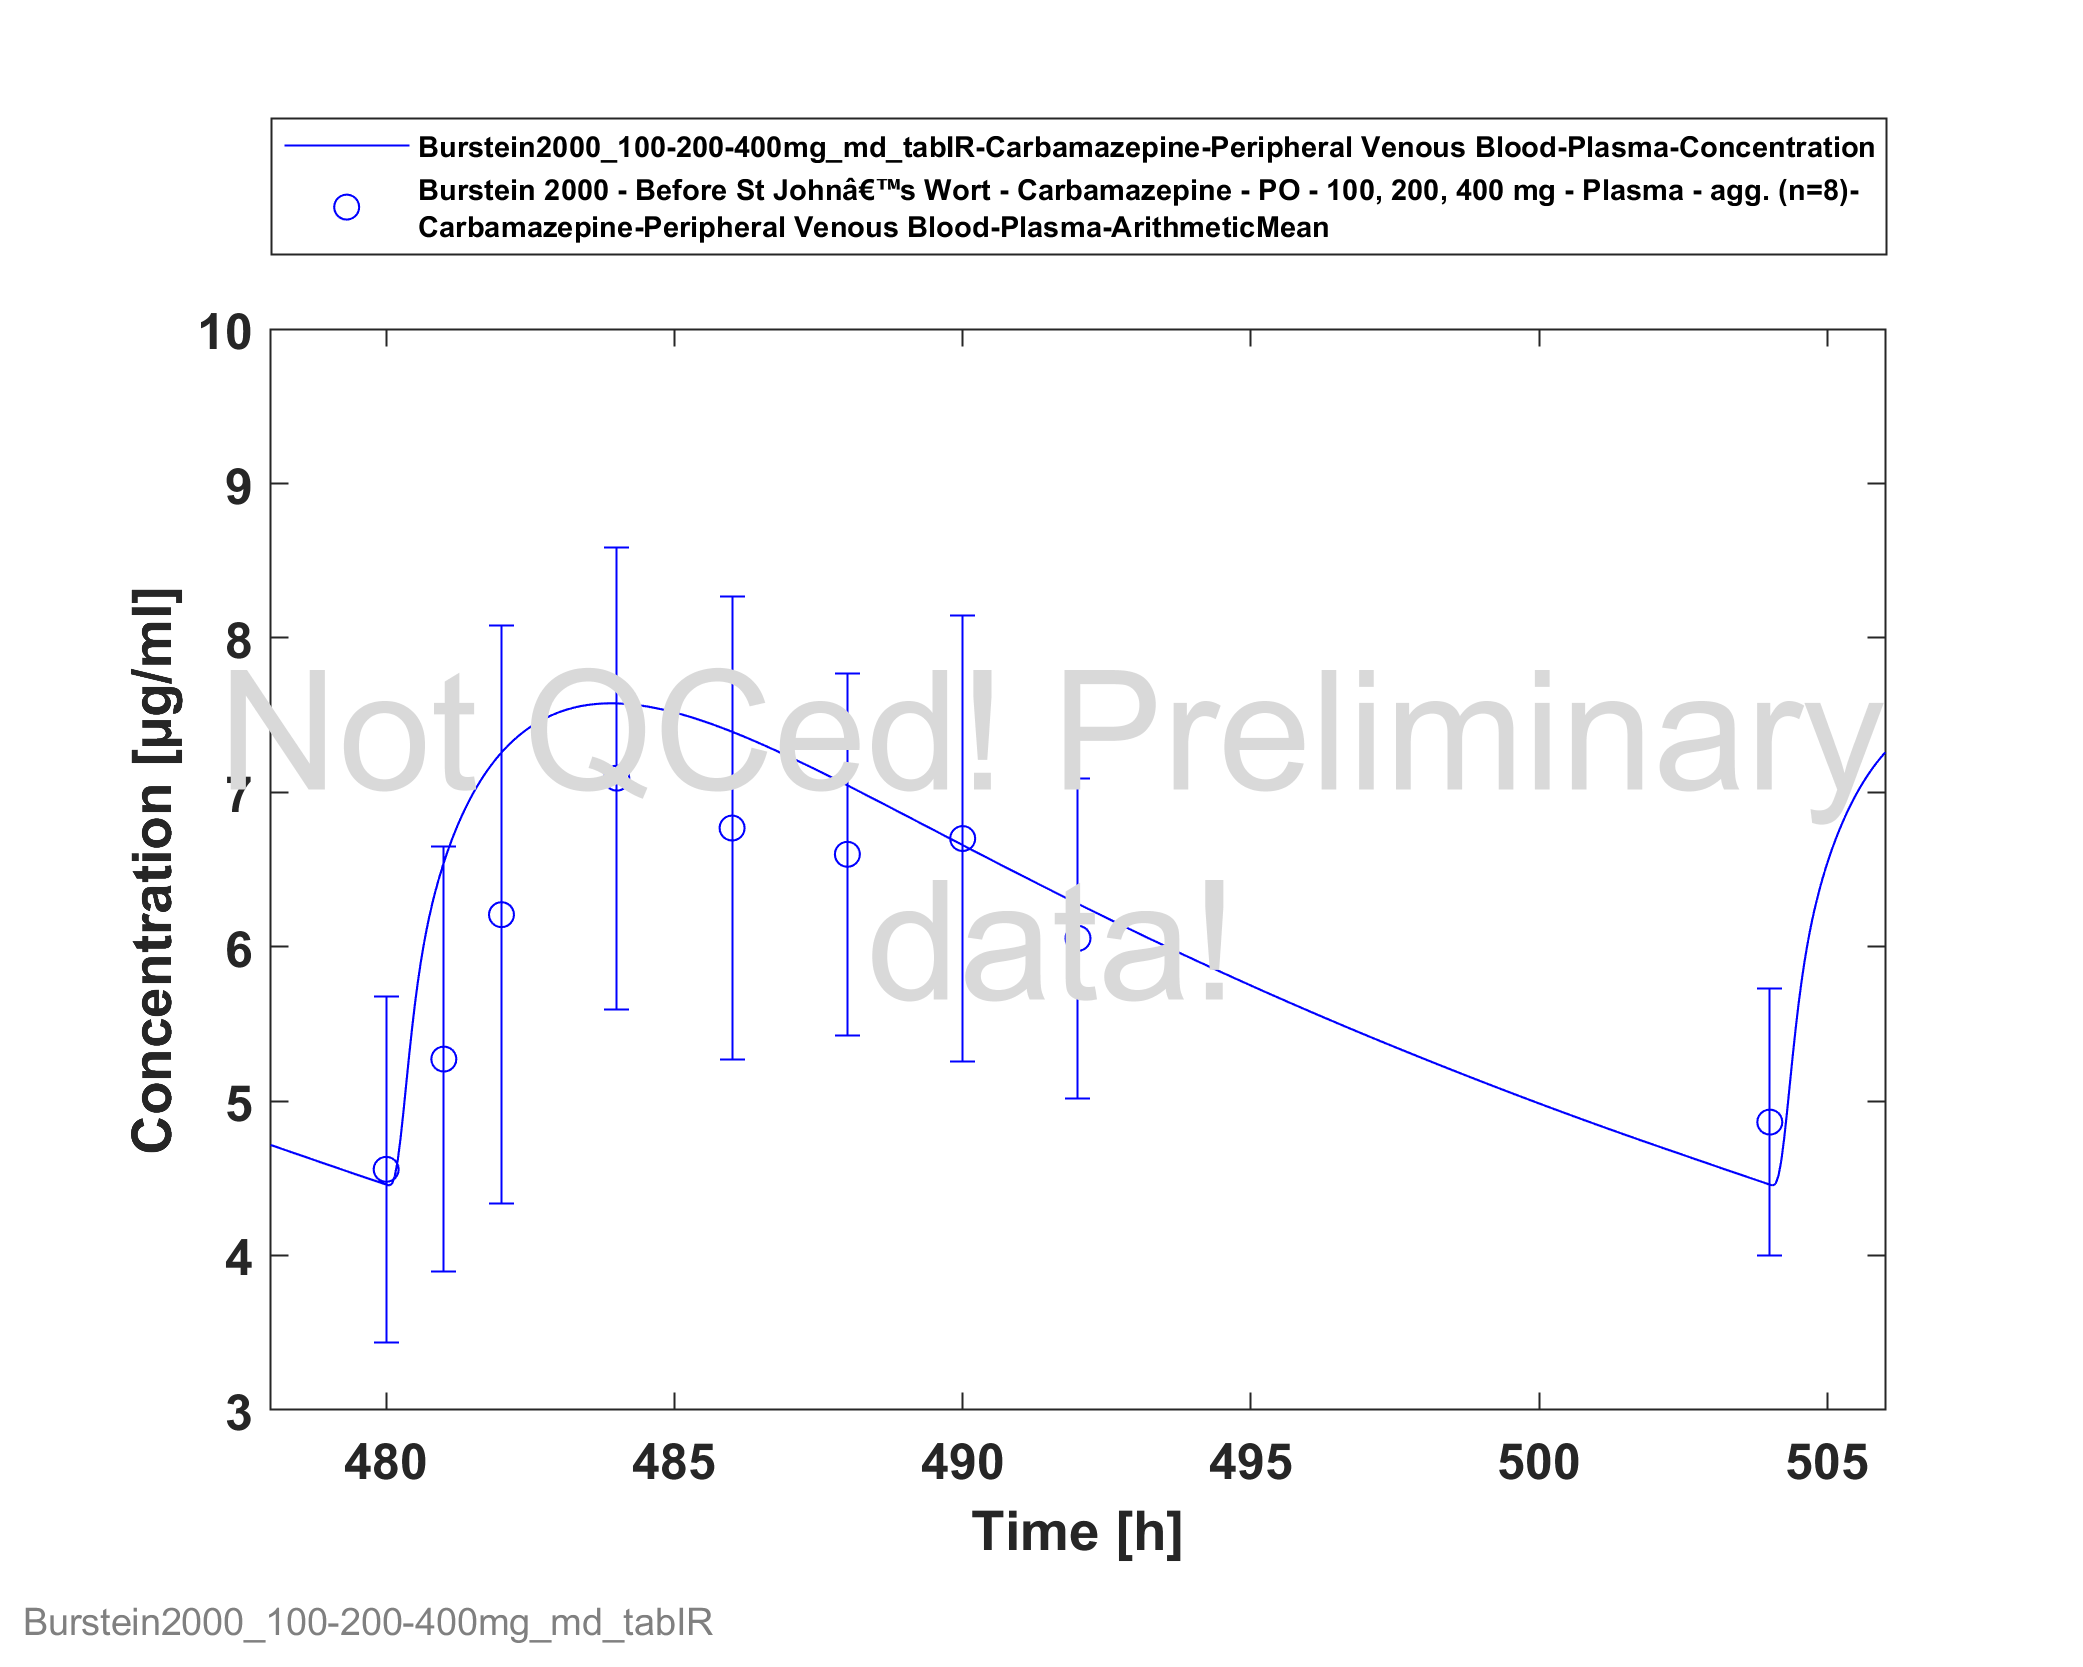 Burstein2000_100-200-400mg_md_tabIR-Carbamazepine-Peripheral Venous Blood-Plasma-Concentration
Burstein 2000 - Before St Johnâ€™s Wort - Carbamazepine - PO - 100, 200, 400 mg - Plasma - agg. (n=8)-
Carbamazepine-Peripheral Venous Blood-Plasma-ArithmeticMean
10
9
8
7
6
5
4
3
Concentration [µg/ml]
Not QCed! Preliminary
data!
480 485 490 495 500 505
Time [h]
Burstein2000_100-200-400mg_md_tabIR